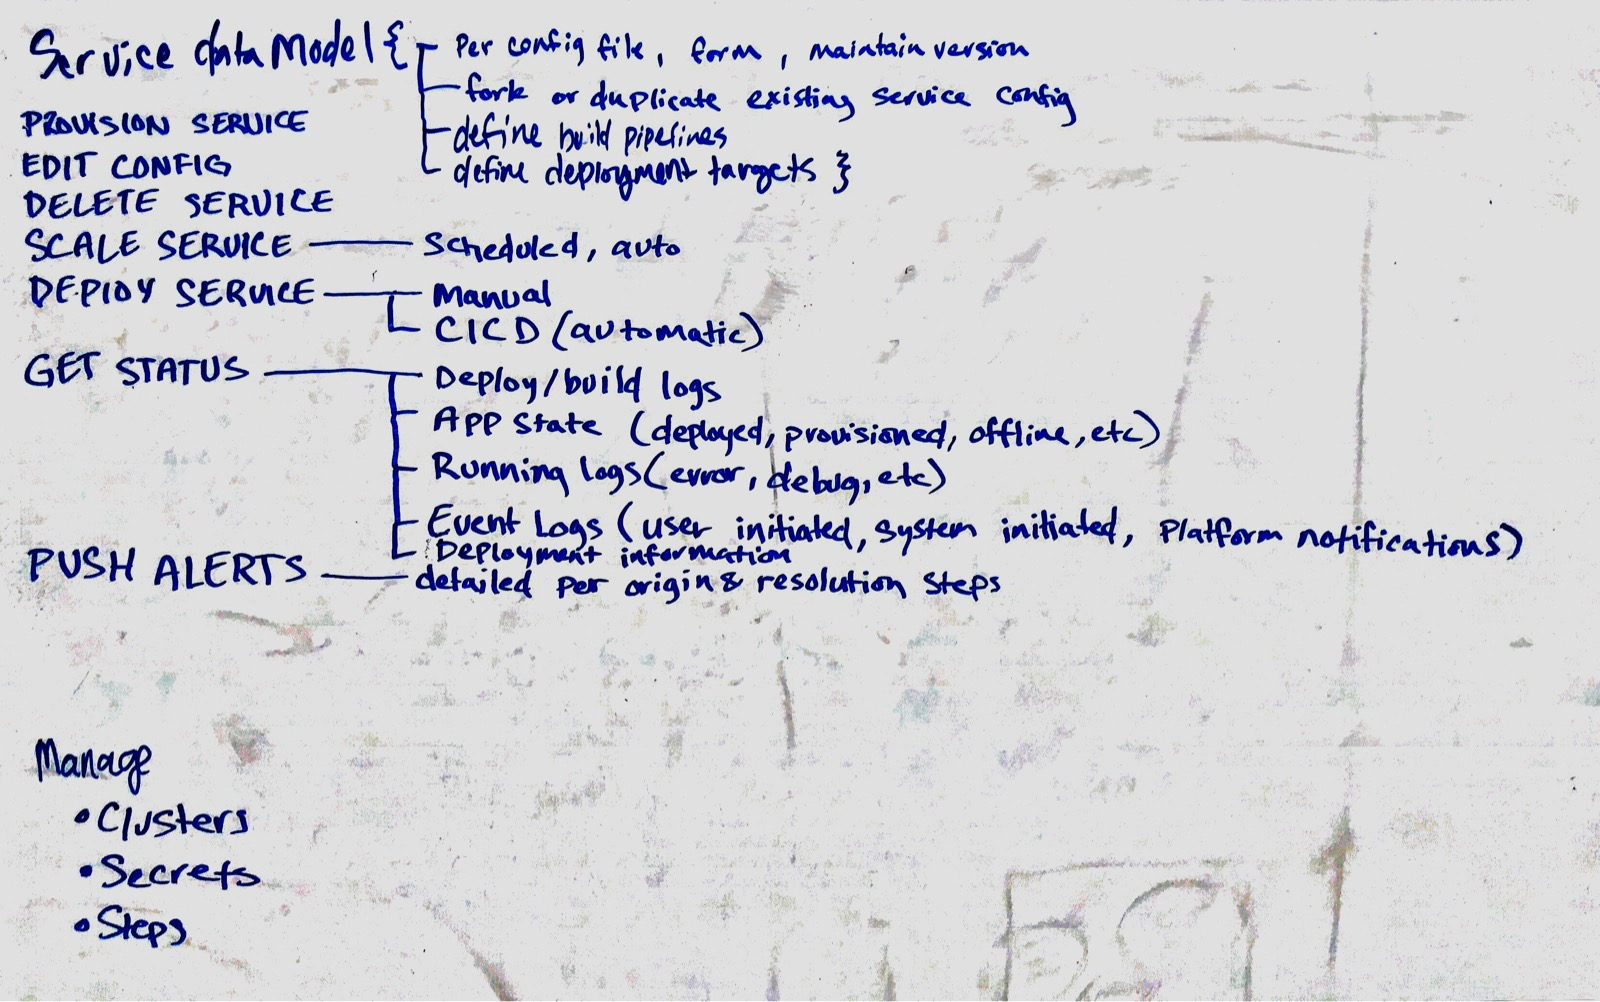 Service data Model { Per config file, form, maintain version
fork or duplicate existing service config
define build pipelines
define deployment targets }
PROVISION SERVICE
EDIT CONFIG
DELETE SERVICE
SCALE SERVICE Scheduled, auto
DEPLOY SERVICE Manual
CICD (automatic)
GET STATUS Deploy/build logs
APP State (deployed, provisioned, offline, etc)
Running logs (error, debug, etc)
Event Logs (user initiated, System initiated, Platform notifications)
Deployment information
PUSH ALERTS detailed per origin & resolution steps
Manage
• Clusters
• Secrets
• Steps